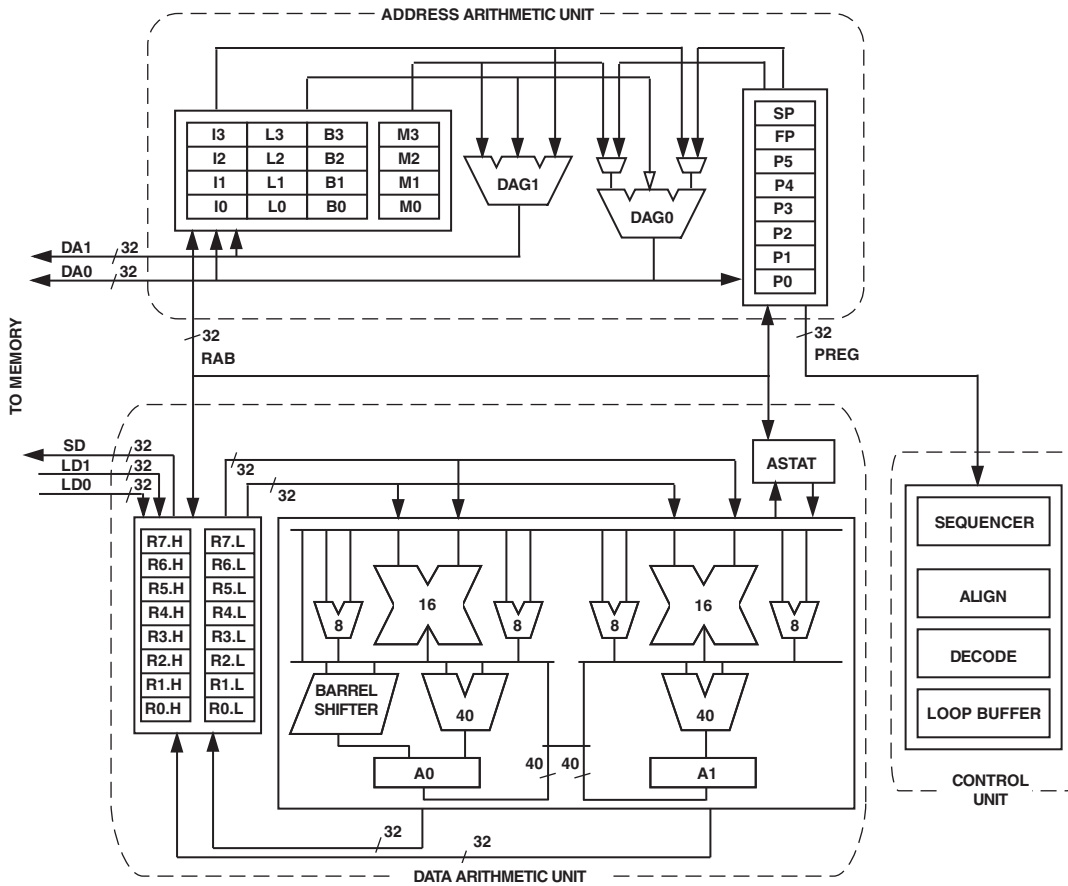 ADDRESS ARITHMETIC UNIT
SP
I3 L3 B3 M3
FP
I2 L2 B2 M2
P5
I1 L1 B1 M1
DAG1
P4
I0 L0 B0 M0
P3
DAG0
P2
DA1 32
P1
DA0 32
P0
32
RAB
32
PREG
TO MEMORY
SD 32
LD1 32
LD0 32
32
32
ASTAT
R7.H R7.L
R6.H R6.L
R5.H R5.L
R4.H R4.L
R3.H R3.L
R2.H R2.L
R1.H R1.L
R0.H R0.L
16
16
8
8
8
8
BARREL
SHIFTER
40
40
A0
40
40
A1
32
32
DATA ARITHMETIC UNIT
SEQUENCER
ALIGN
DECODE
LOOP BUFFER
CONTROL
UNIT